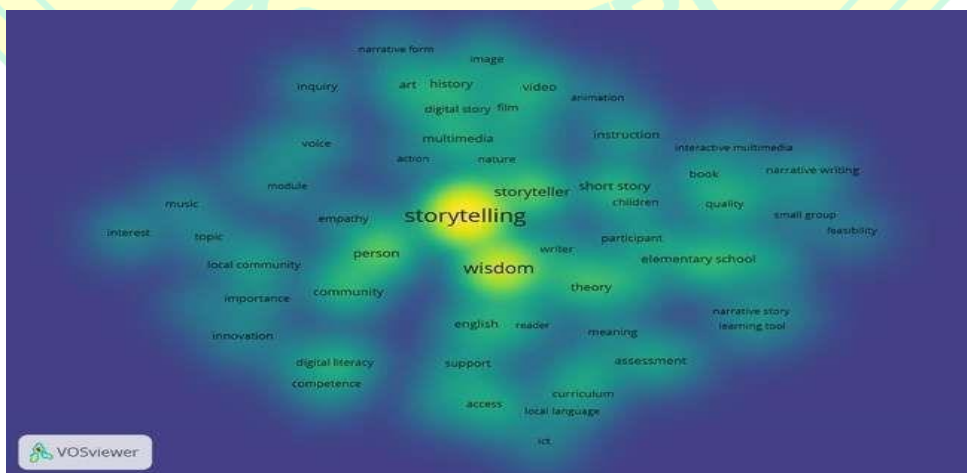 narrative form
image
inquiry
art
history
video
animation
digital story
film
multimedia
instruction
voice
interactive multimedia
action
nature
book
narrative writing
module
storyteller
short story
children
music
quality
storytelling
small group
empathy
interest
topic
participant
feasibility
person
writer
elementary school
local community
wisdom
theory
community
importance
narrative story
english
reader
learning tool
meaning
innovation
digital literacy
support
assessment
competence
curriculum
access
local language
ict
VOSviewer